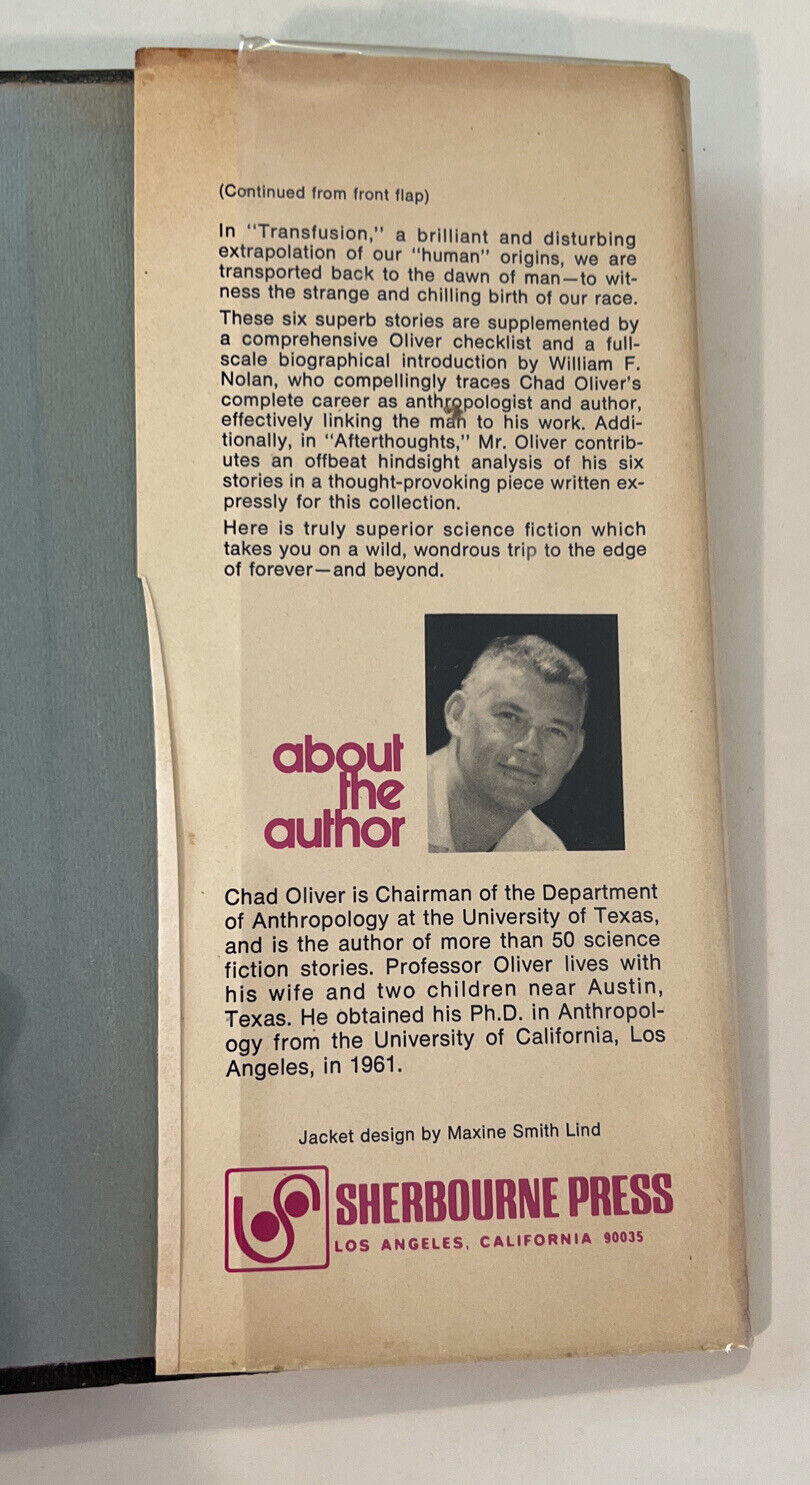 (Continued from front flap)
In "Transfusion," a brilliant and disturbing
extrapolation of our "human" origins, we are
transported back to the dawn of man—to wit-
ness the strange and chilling birth of our race.
These six superb stories are supplemented by
a comprehensive Oliver checklist and a full-
scale biographical introduction by William F.
Nolan, who compellingly traces Chad Oliver's
complete career as anthropologist and author,
effectively linking the man to his work. Addi-
tionally, in "Afterthoughts," Mr. Oliver contrib-
utes an offbeat hindsight analysis of his six
stories in a thought-provoking piece written ex-
pressly for this collection.
Here is truly superior science fiction which
takes you on a wild, wondrous trip to the edge
of forever—and beyond.
about
the
author
Chad Oliver is Chairman of the Department
of Anthropology at the University of Texas,
and is the author of more than 50 science
fiction stories. Professor Oliver lives with
his wife and two children near Austin,
Texas. He obtained his Ph.D. in Anthropol-
ogy from the University of California, Los
Angeles, in 1961.
Jacket design by Maxine Smith Lind
SHERBOURNE PRESS
LOS ANGELES, CALIFORNIA 90035